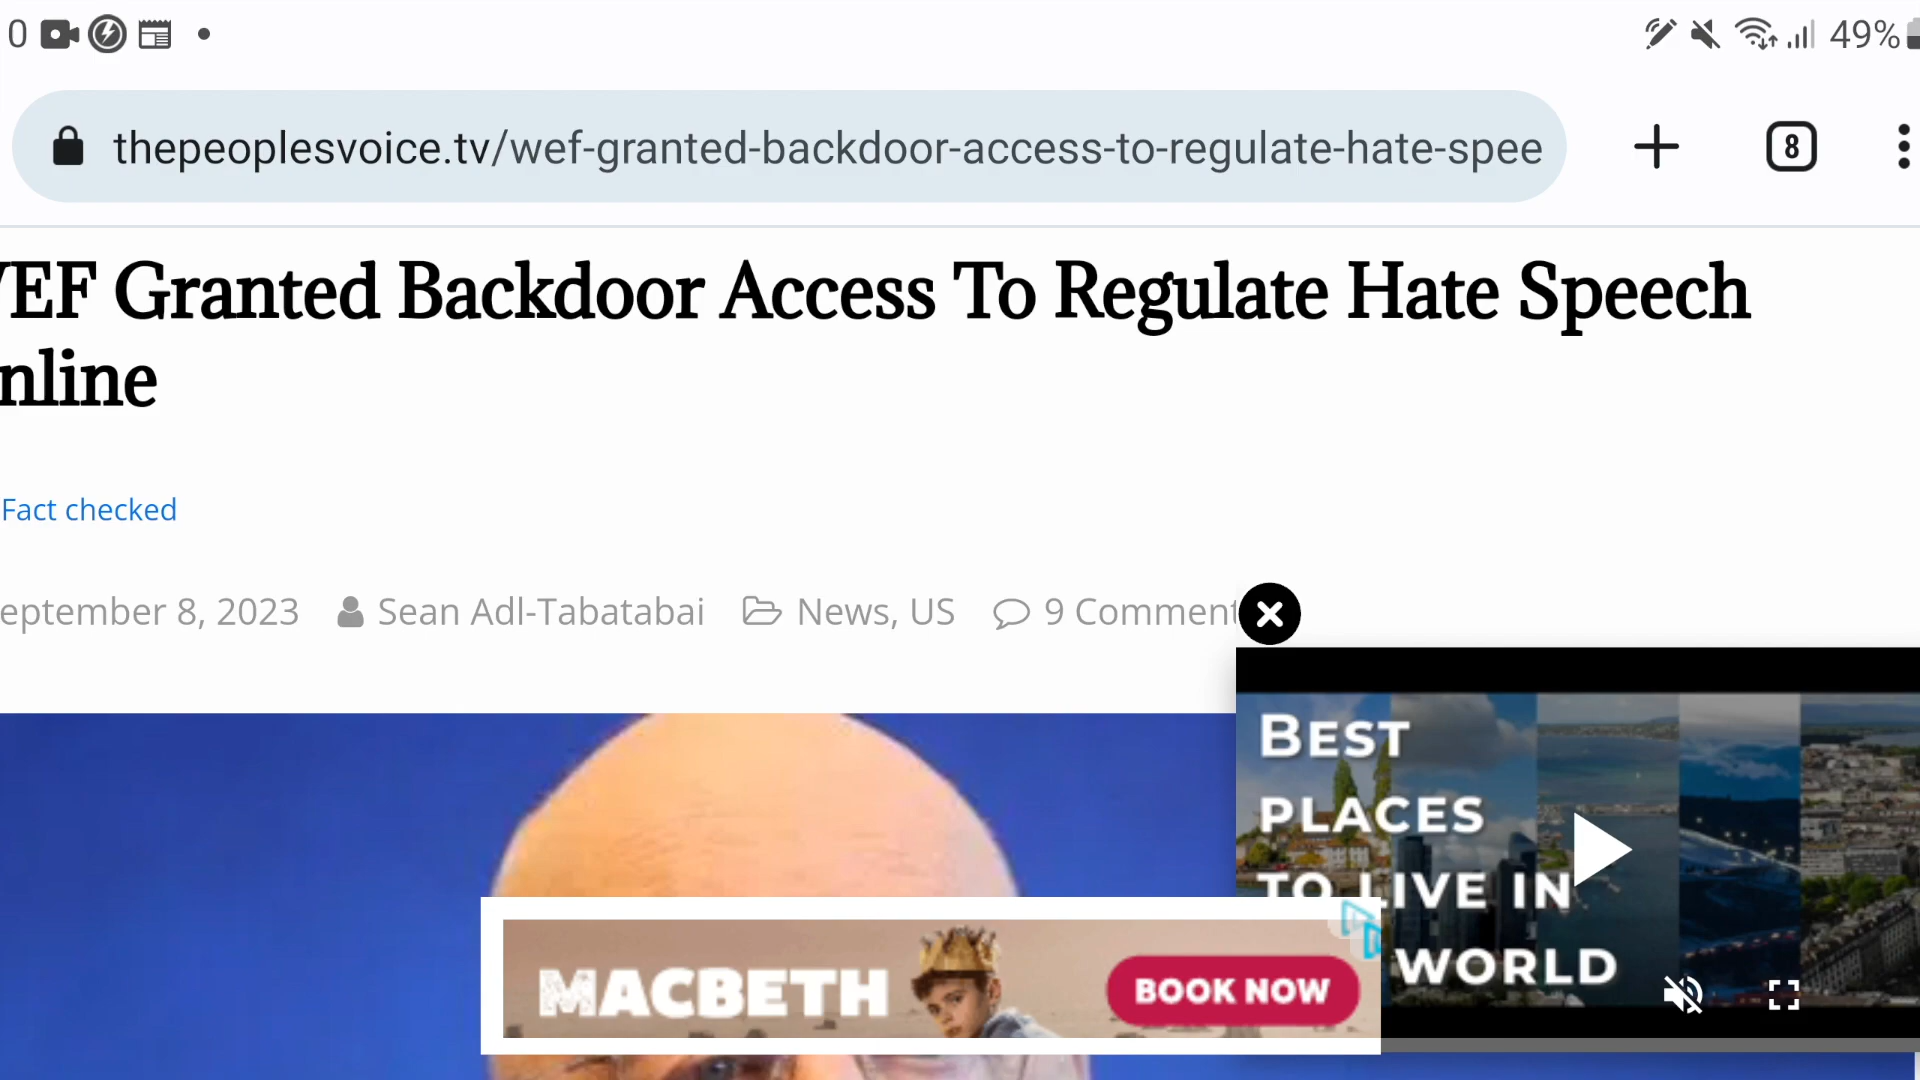 0
49%
thepeoplesvoice.tv/wef-granted-backdoor-access-to-regulate-hate-spee
8
EF Granted Backdoor Access To Regulate Hate Speech
nline
Fact checked
eptember 8, 2023 Sean Adl-Tabatabai News, US 9 Comment
BEST
PLACES
TO LIVE IN
WORLD
MACBETH
BOOK NOW